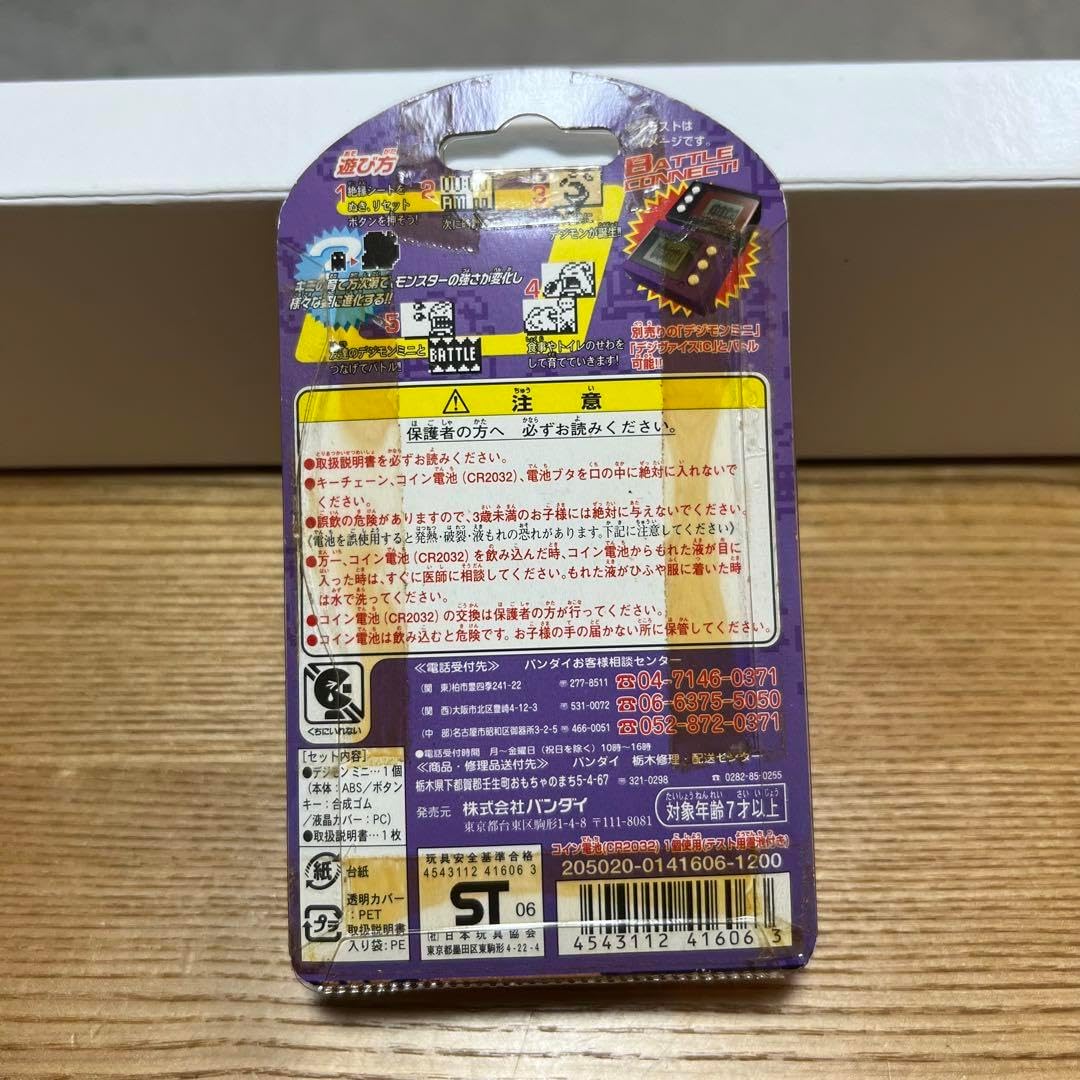 遊び方
ストは
メージです。
BATTLE CONNECT!!
1 絶縁シートを
ぬき、リセット
ボタンを押そう!
2
次に
3
デジモンが誕生!
キミの育て方次第で、モンスターの強さが変化し
様々な姿に進化する!!
4
食事やトイレのせわを
して育てていきます!
5
BATTLE
達のデジモンミニと
つなげてバトル!
別売りの「デジモンミニ」
「デジヴァイスiC」とバトル
可能!!
注意
保護者の方へ 必ずお読みください。
●取扱説明書を必ずお読みください。
●キーチェーン、コイン電池(CR2032)、電池ブタを口の中に絶対に入れないで
ください。
●誤飲の危険がありますので、3歳未満のお子様には絶対に与えないでください。
《電池を誤使用すると発熱・破裂・液もれの恐れがあります。下記に注意してください》
●万一、コイン電池(CR2032)を飲み込んだ時、コイン電池からもれた液が目に
入った時は、すぐに医師に相談してください。もれた液がひふや服に着いた時
は水で洗ってください。
●コイン電池(CR2032)の交換は保護者の方が行ってください。
●コイン電池は飲み込むと危険です。お子様の手の届かない所に保管してください。
くちにいれない
≪電話受付先≫ バンダイお客様相談センター
(関 東)柏市豊四季241-22 〒277-8511 ☎04-7146-0371
(関 西)大阪市北区豊崎4-12-3 〒531-0072 ☎06-6375-5050
(中 部)名古屋市昭和区御器所3-2-5 〒466-0051 ☎052-872-0371
●電話受付時間 月〜金曜日(祝日を除く)10時〜16時
≪商品・修理品送付先≫ バンダイ 栃木修理・配送センター
栃木県下都賀郡壬生町おもちゃのまち5-4-67 〒321-0298 ☎0282-85-0255
発売元 株式会社バンダイ
東京都台東区駒形1-4-8 〒111-8081
対象年齢7才以上
[セット内容]
●デジモンミニ…1個
(本体:ABS/ボタン
キー:合成ゴム
/液晶カバー:PC)
●取扱説明書…1枚
紙 台紙
プラ 透明カバー
:PET
取扱説明書
入り袋:PE
コイン電池(CR2032)1個使用(テスト用電池付き)
205020-0141606-1200
玩具安全基準合格
4543112 41606 3
ST 06
(社)日本玩具協会
東京都墨田区東駒形4-22-4
4543112 41606 3